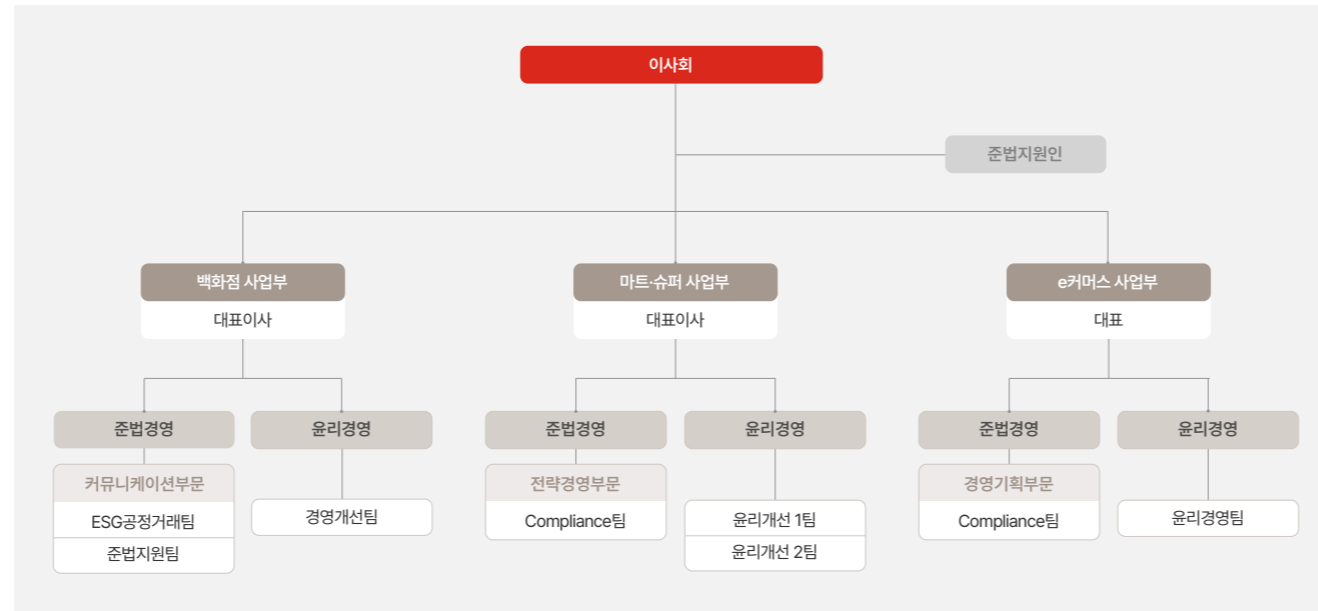 이사회
준법지원인
백화점 사업부
대표이사
마트·슈퍼 사업부
대표이사
e커머스 사업부
대표
준법경영
윤리경영
준법경영
윤리경영
준법경영
윤리경영
커뮤니케이션부문
ESG공정거래팀
준법지원팀
경영개선팀
전략경영부문
Compliance팀
윤리개선 1팀
윤리개선 2팀
경영기획부문
Compliance팀
윤리경영팀